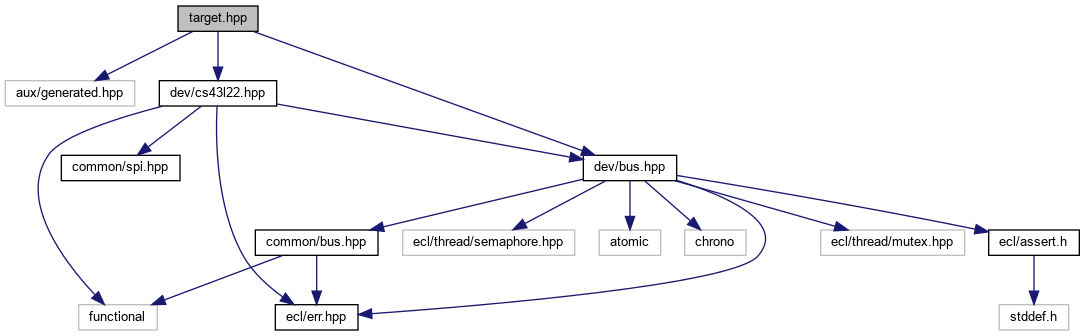 target.hpp
aux/generated.hpp
dev/cs43l22.hpp
common/spi.hpp
dev/bus.hpp
common/bus.hpp
ecl/thread/semaphore.hpp
atomic
chrono
ecl/thread/mutex.hpp
ecl/assert.h
functional
ecl/err.hpp
stddef.h